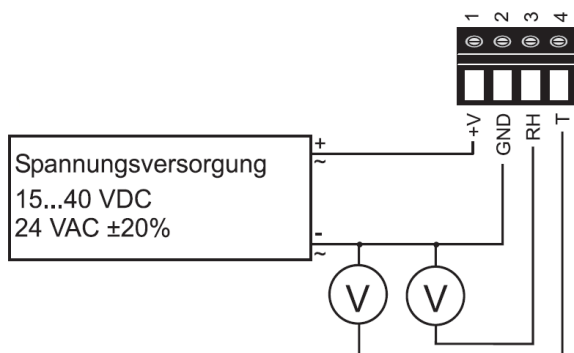 1 2 3 4
+V GND RH T
+
~
Spannungsversorgung
15...40 VDC
24 VAC ±20%
-
~
V V